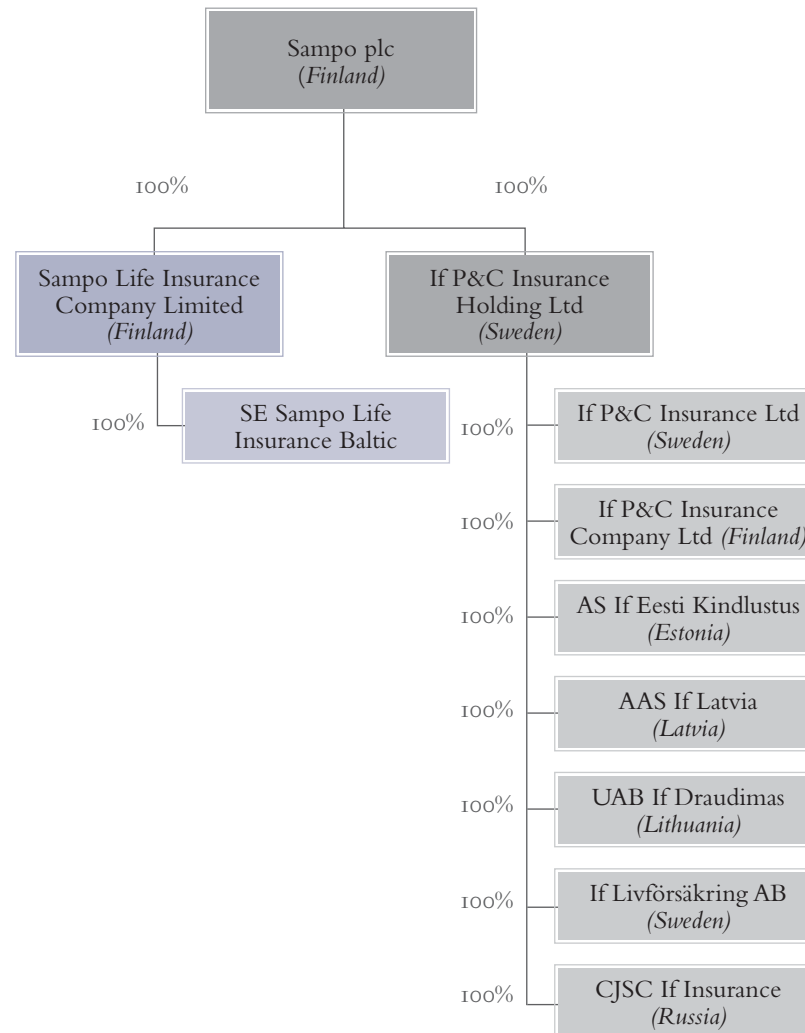 Sampo plc
(Finland)
100%
100%
Sampo Life Insurance
Company Limited
(Finland)
If P&C Insurance
Holding Ltd
(Sweden)
100%
SE Sampo Life
Insurance Baltic
100%
If P&C Insurance Ltd
(Sweden)
100%
If P&C Insurance
Company Ltd (Finland)
100%
AS If Eesti Kindlustus
(Estonia)
100%
AAS If Latvia
(Latvia)
100%
UAB If Draudimas
(Lithuania)
100%
If Livförsäkring AB
(Sweden)
100%
CJSC If Insurance
(Russia)